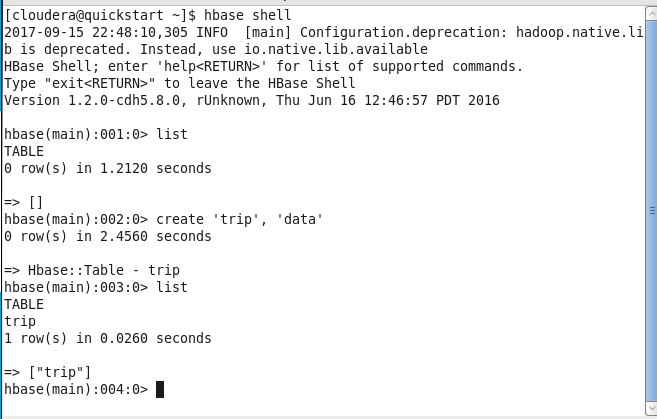 [cloudera@quickstart ~]$ hbase shell
2017-09-15 22:48:10,305 INFO  [main] Configuration.deprecation: hadoop.native.li
b is deprecated. Instead, use io.native.lib.available
HBase Shell; enter 'help<RETURN>' for list of supported commands.
Type "exit<RETURN>" to leave the HBase Shell
Version 1.2.0-cdh5.8.0, rUnknown, Thu Jun 16 12:46:57 PDT 2016

hbase(main):001:0> list
TABLE
0 row(s) in 1.2120 seconds

=> []
hbase(main):002:0> create 'trip', 'data'
0 row(s) in 2.4560 seconds

=> Hbase::Table - trip
hbase(main):003:0> list
TABLE
trip
1 row(s) in 0.0260 seconds

=> ["trip"]
hbase(main):004:0>